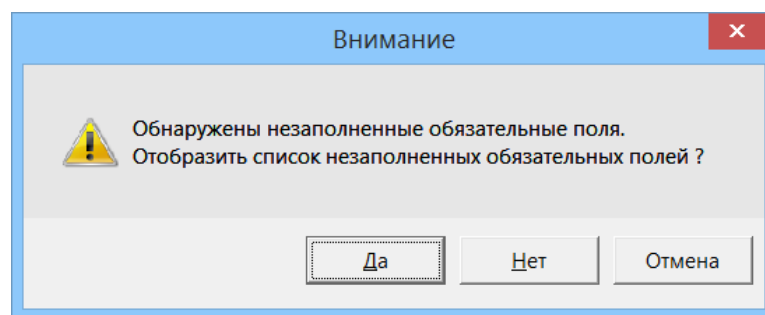 Внимание
Обнаружены незаполненные обязательные поля.
Отобразить список незаполненных обязательных полей ?
Да
Нет
Отмена